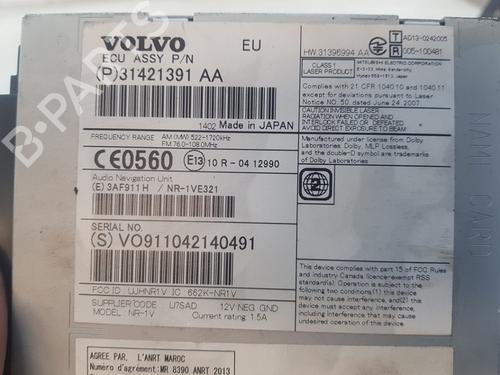 VOLVO
EU
ECU ASSY P/N
(P)31421391 AA
1402 Made in JAPAN
FREQUENCY RANGE AM (MW) 522-1720kHz
FM 76.0-108.0MHz
CE0560 E13 10 R-04 12990
Audio Navigation Unit
(E) 3AF911H / NR-1VE321
SERIAL NO.
(S) VO911042140491
FCC ID UJHNR1V IC 662K-NR1V
SUPPLIER CODE U7SAD 12V NEG GND
MODEL NR-1V Current rating 1.5A
AGREE PAR. L'ANRT MAROC
Numéro d'agrément: MR 8390 ANRT 2013
HW 31396994 AA
T AD13-0242005
R 005-100481
CLASS 1
LASER PRODUCT
MITSUBISHI ELECTRIC CORPORATION
Complies with 21 CFR 1040.10 and 1040.11
except for deviations pursuant to Laser
Notice NO. 50, dated June 24, 2007
CAUTION
RADIATION WHEN OPENED AND
INTERLOCK FAILED OR DEFEATED
Manufactured under license from Dolby
Laboratories. Dolby, MLP Lossless,
and the double-D symbol are trademarks
of Dolby Laboratories.
This device complies with part 15 of FCC Rules
and Industry Canada licence-exempt RSS
standard(s). Operation is subject to the
following two conditions: (1) this device
may not cause interference, and (2) this
device must accept any interference,
including interference that may cause
undesired operation of the device.
MAP CARD
B-PARTS